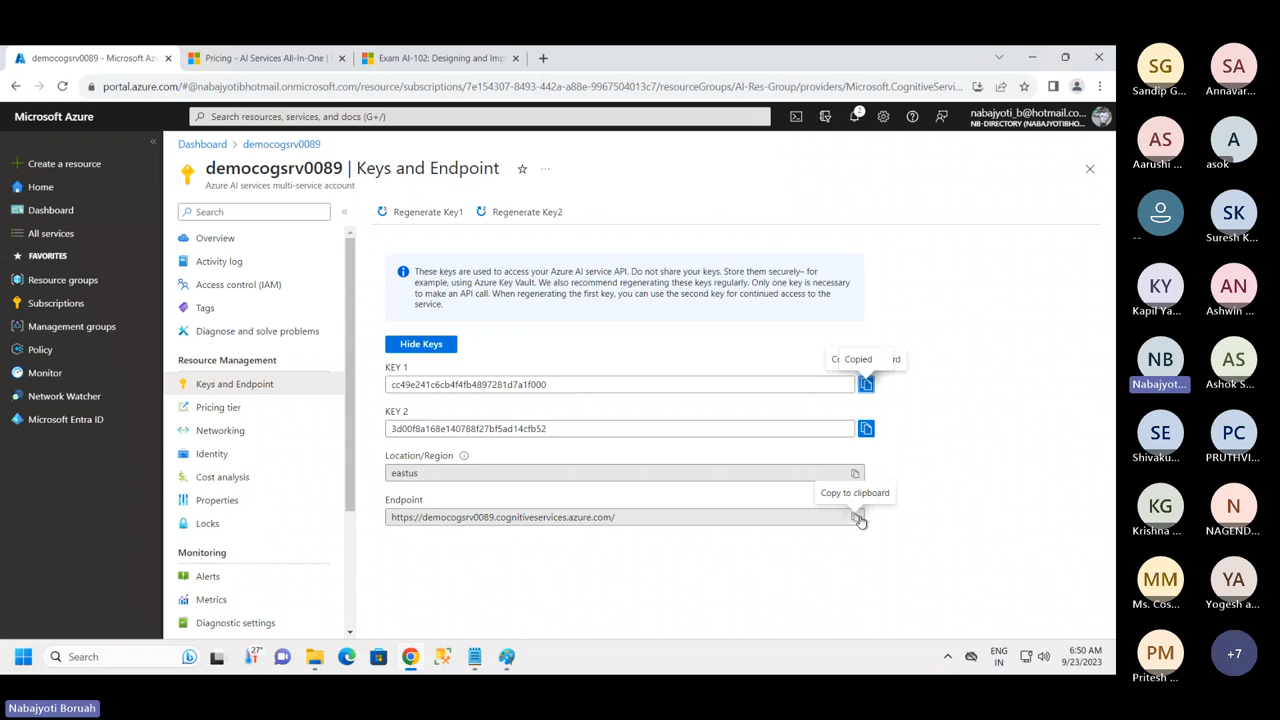 democogsrv0089 - Microsoft Az
Pricing - AI Services All-In-One |
Exam AI-102: Designing and Imp
portal.azure.com/#@nabajyotibhotmail.onmicrosoft.com/resource/subscriptions/7e154307-8493-442a-a88e-9967504013c7/resourceGroups/AI-Res-Group/providers/Microsoft.CognitiveServ...
Microsoft Azure
Search resources, services, and docs (G+/)
2
nabajyoti_b@hotmail.co...
NB-DIRECTORY (NABAJYOTIBHO...
Create a resource
Home
Dashboard
All services
FAVORITES
Resource groups
Subscriptions
Management groups
Policy
Monitor
Network Watcher
Microsoft Entra ID
Dashboard > democogsrv0089
democogsrv0089 | Keys and Endpoint
Azure AI services multi-service account
Search
Overview
Activity log
Access control (IAM)
Tags
Diagnose and solve problems
Resource Management
Keys and Endpoint
Pricing tier
Networking
Identity
Cost analysis
Properties
Locks
Monitoring
Alerts
Metrics
Diagnostic settings
Regenerate Key1
Regenerate Key2
These keys are used to access your Azure AI service API. Do not share your keys. Store them securely– for
example, using Azure Key Vault. We also recommend regenerating these keys regularly. Only one key is necessary
to make an API call. When regenerating the first key, you can use the second key for continued access to the
service.
Hide Keys
Copied
KEY 1
cc49e241c6cb4f4fb4897281d7a1f000
KEY 2
3d00f8a168e140788f27bf5ad14cfb52
Location/Region
eastus
Copy to clipboard
Endpoint
https://democogsrv0089.cognitiveservices.azure.com/
Search
27°
ENG
IN
6:50 AM
9/23/2023
SG
Sandip G...
SA
Annavar...
AS
Aarushi ...
A
asok
--
SK
Suresh K...
KY
Kapil Ya...
AN
Ashwin ...
NB
Nabajyot...
AS
Ashok S...
SE
Shivaku...
PC
PRUTHVI...
KG
Krishna ...
N
NAGEND...
MM
Ms. Cos...
YA
Yogesh a...
PM
Pritesh ...
+7
Nabajyoti Boruah